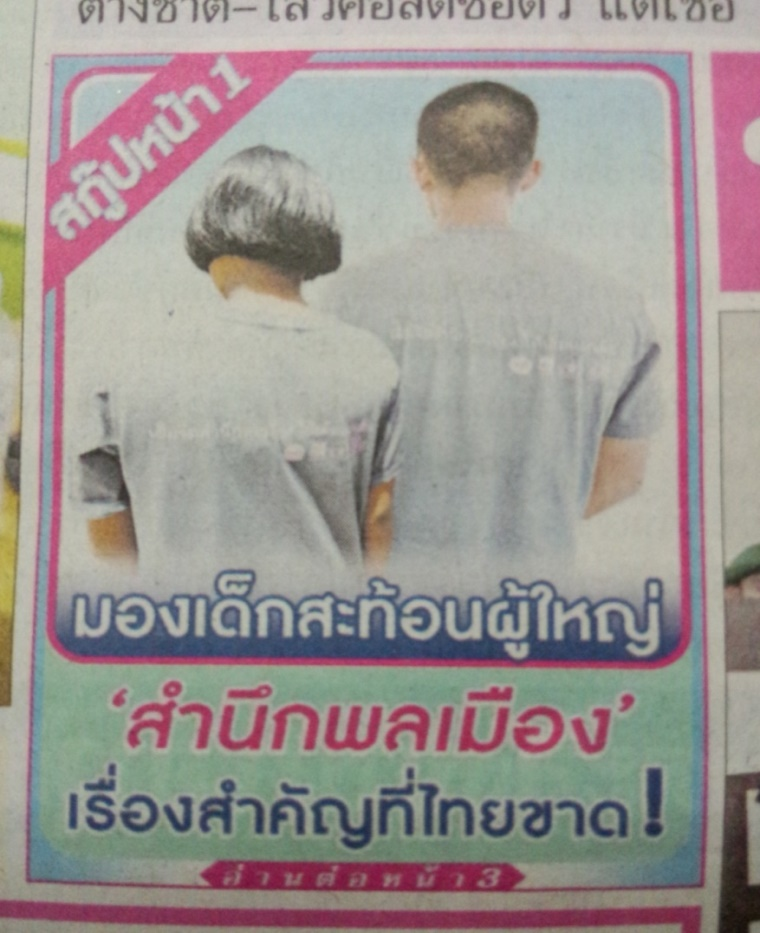 สกู๊ปหน้า 1
มองเด็กสะท้อนผู้ใหญ่
‘สำนึกพลเมือง’
เรื่องสำคัญที่ไทยขาด!
อ่านต่อหน้า 3